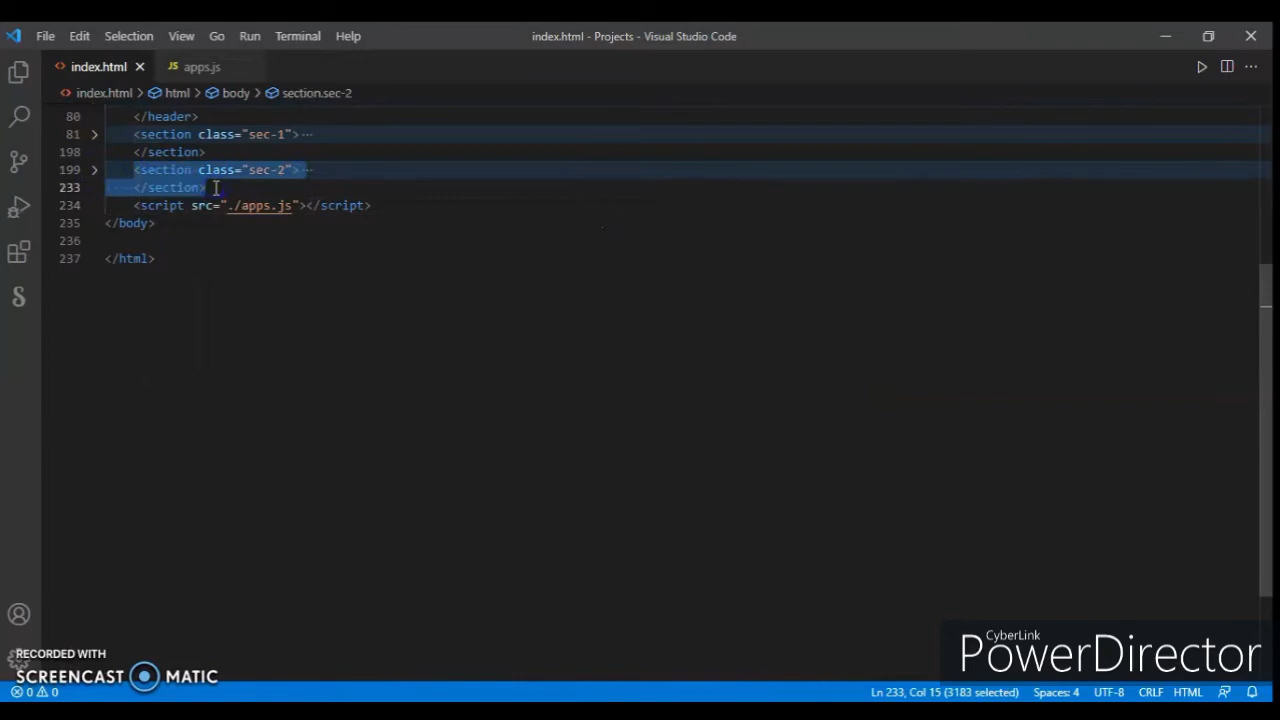 File Edit Selection View Go Run Terminal Help index.html - Projects - Visual Studio Code
index.html JS apps.js
index.html > html > body > section.sec-2
80 </header>
81 <section class="sec-1">···
198 </section>
199 <section class="sec-2">···
233 </section>
234 <script src="./apps.js"></script>
235 </body>
236
237 </html>
CyberLink
PowerDirector
RECORDED WITH
SCREENCAST MATIC
0 0 Ln 233, Col 15 (3183 selected) Spaces: 4 UTF-8 CRLF HTML